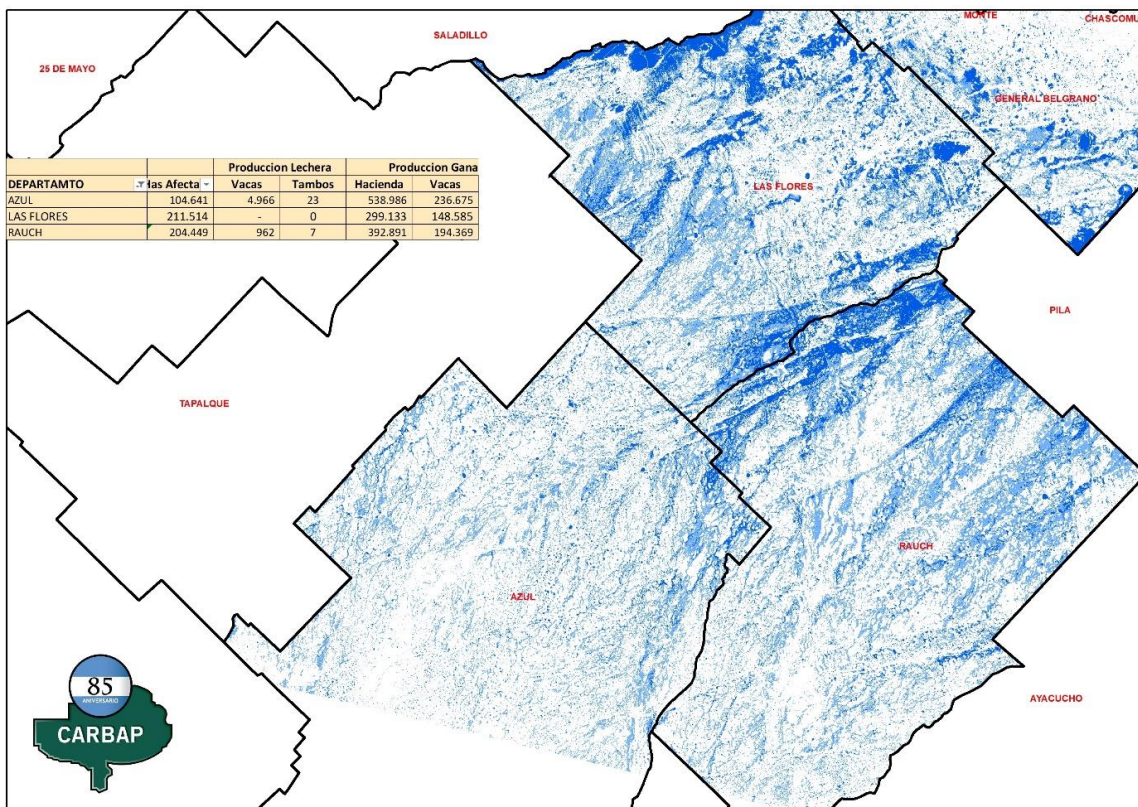 MONTE
CHASCOMU
SALADILLO
25 DE MAYO
GENERAL BELGRANO
Produccion Lechera Produccion Gana
DEPARTAMTO Has Afecta Vacas Tambos Hacienda Vacas
AZUL 104.641 4.966 23 538.986 236.675
LAS FLORES 211.514 - 0 299.133 148.585
RAUCH 204.449 962 7 392.891 194.369
LAS FLORES
PILA
TAPALQUE
RAUCH
AZUL
AYACUCHO
85
ANIVERSARIO
CARBAP